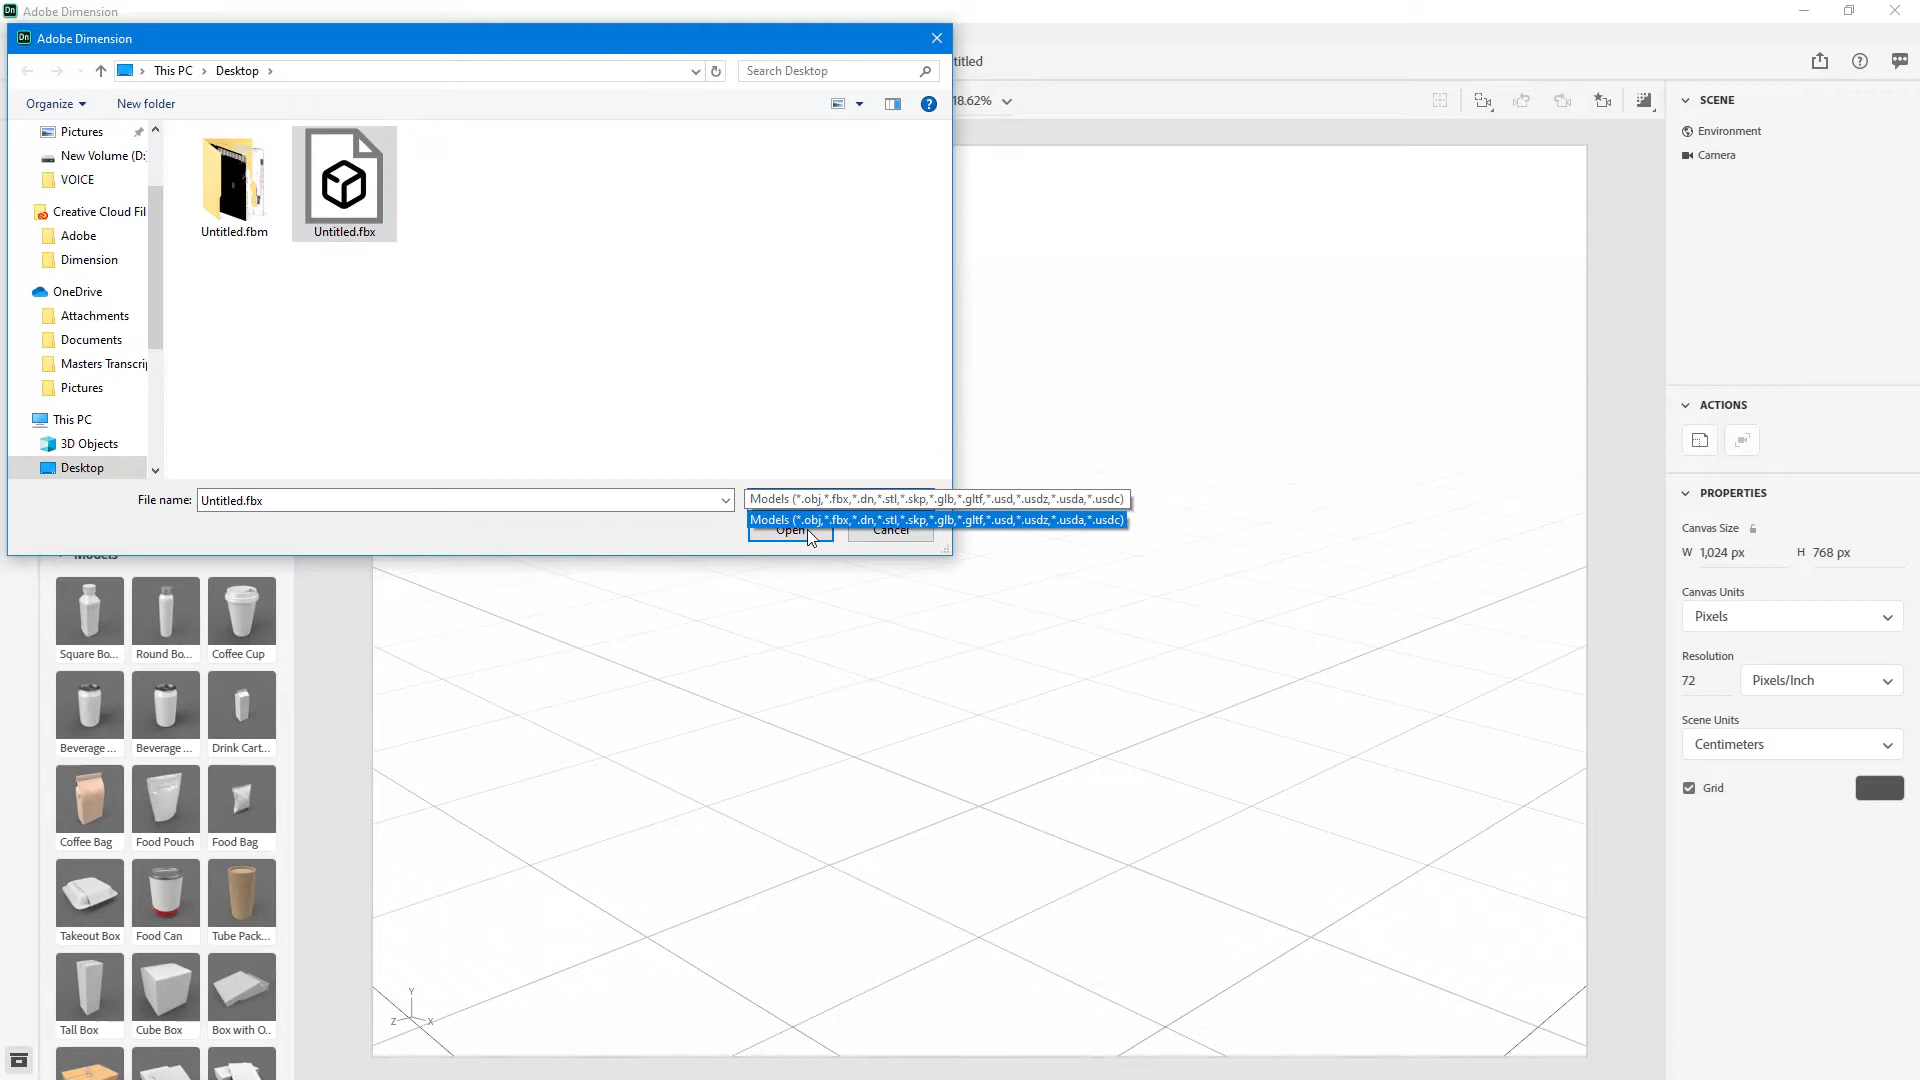 Dn Adobe Dimension
Dn Adobe Dimension
This PC > Desktop >
Search Desktop
Organize
New folder
Pictures
New Volume (D:
VOICE
Creative Cloud Fil
Adobe
Dimension
OneDrive
Attachments
Documents
Masters Transcrip
Pictures
This PC
3D Objects
Desktop
Untitled.fbm
Untitled.fbx
File name:
Untitled.fbx
Models (*.obj,*.fbx,*.dn,*.stl,*.skp,*.glb,*.gltf,*.usd,*.usdz,*.usda,*.usdc)
Models (*.obj,*.fbx,*.dn,*.stl,*.skp,*.glb,*.gltf,*.usd,*.usdz,*.usda,*.usdc)
Open
Cancel
titled
18.62%
Models
Square Bo...
Round Bo...
Coffee Cup
Beverage ...
Beverage ...
Drink Cart...
Coffee Bag
Food Pouch
Food Bag
Takeout Box
Food Can
Tube Pack...
Tall Box
Cube Box
Box with O..
Y
Z
X
SCENE
Environment
Camera
ACTIONS
PROPERTIES
Canvas Size
W 1,024 px
H 768 px
Canvas Units
Pixels
Resolution
72
Pixels/Inch
Scene Units
Centimeters
Grid